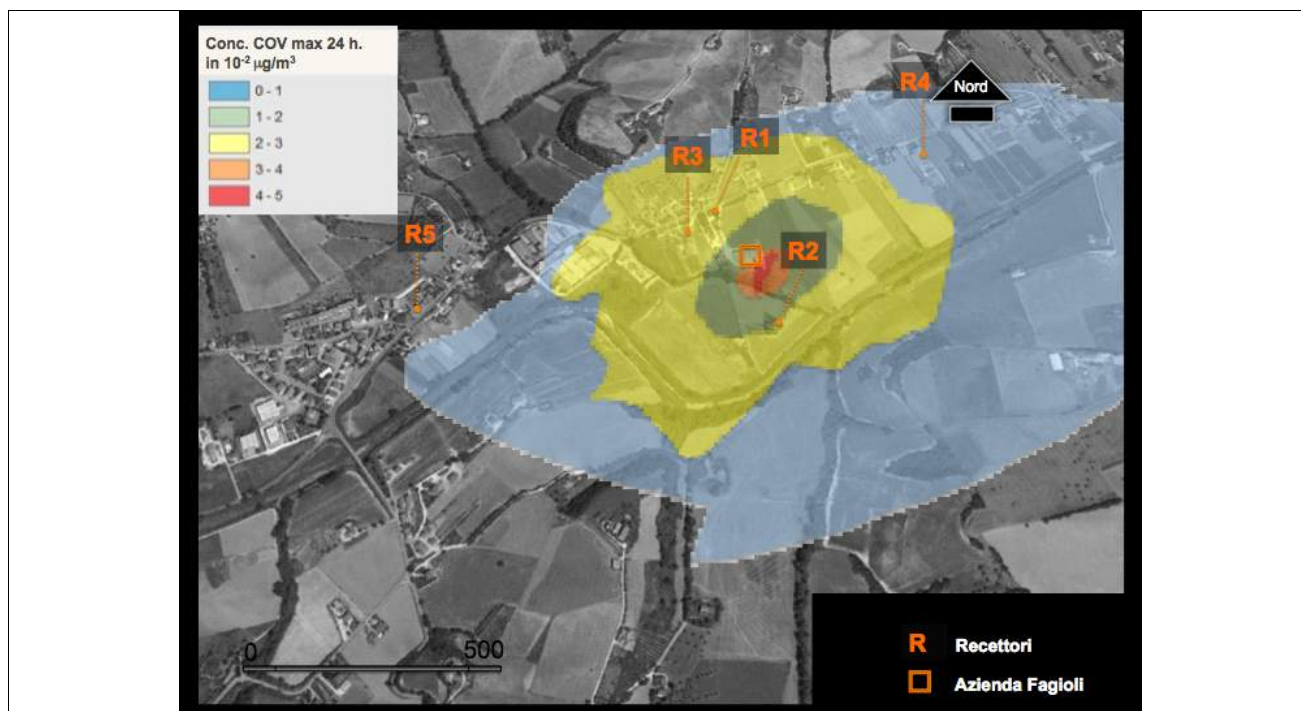 Conc. COV max 24 h.
in 10⁻² μg/m³
0 - 1
1 - 2
2 - 3
3 - 4
4 - 5
R4
Nord
R1
R3
R5
R2
0 500
R Recettori
Azienda Fagioli